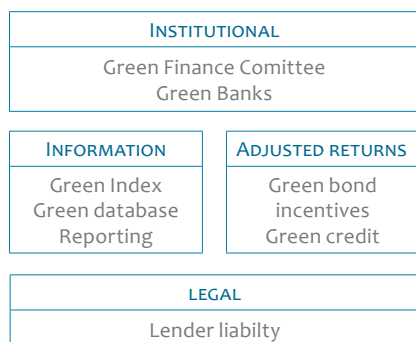 INSTITUTIONAL
Green Finance Comittee
Green Banks
INFORMATION
Green Index
Green database
Reporting
ADJUSTED RETURNS
Green bond
incentives
Green credit
LEGAL
Lender liabilty